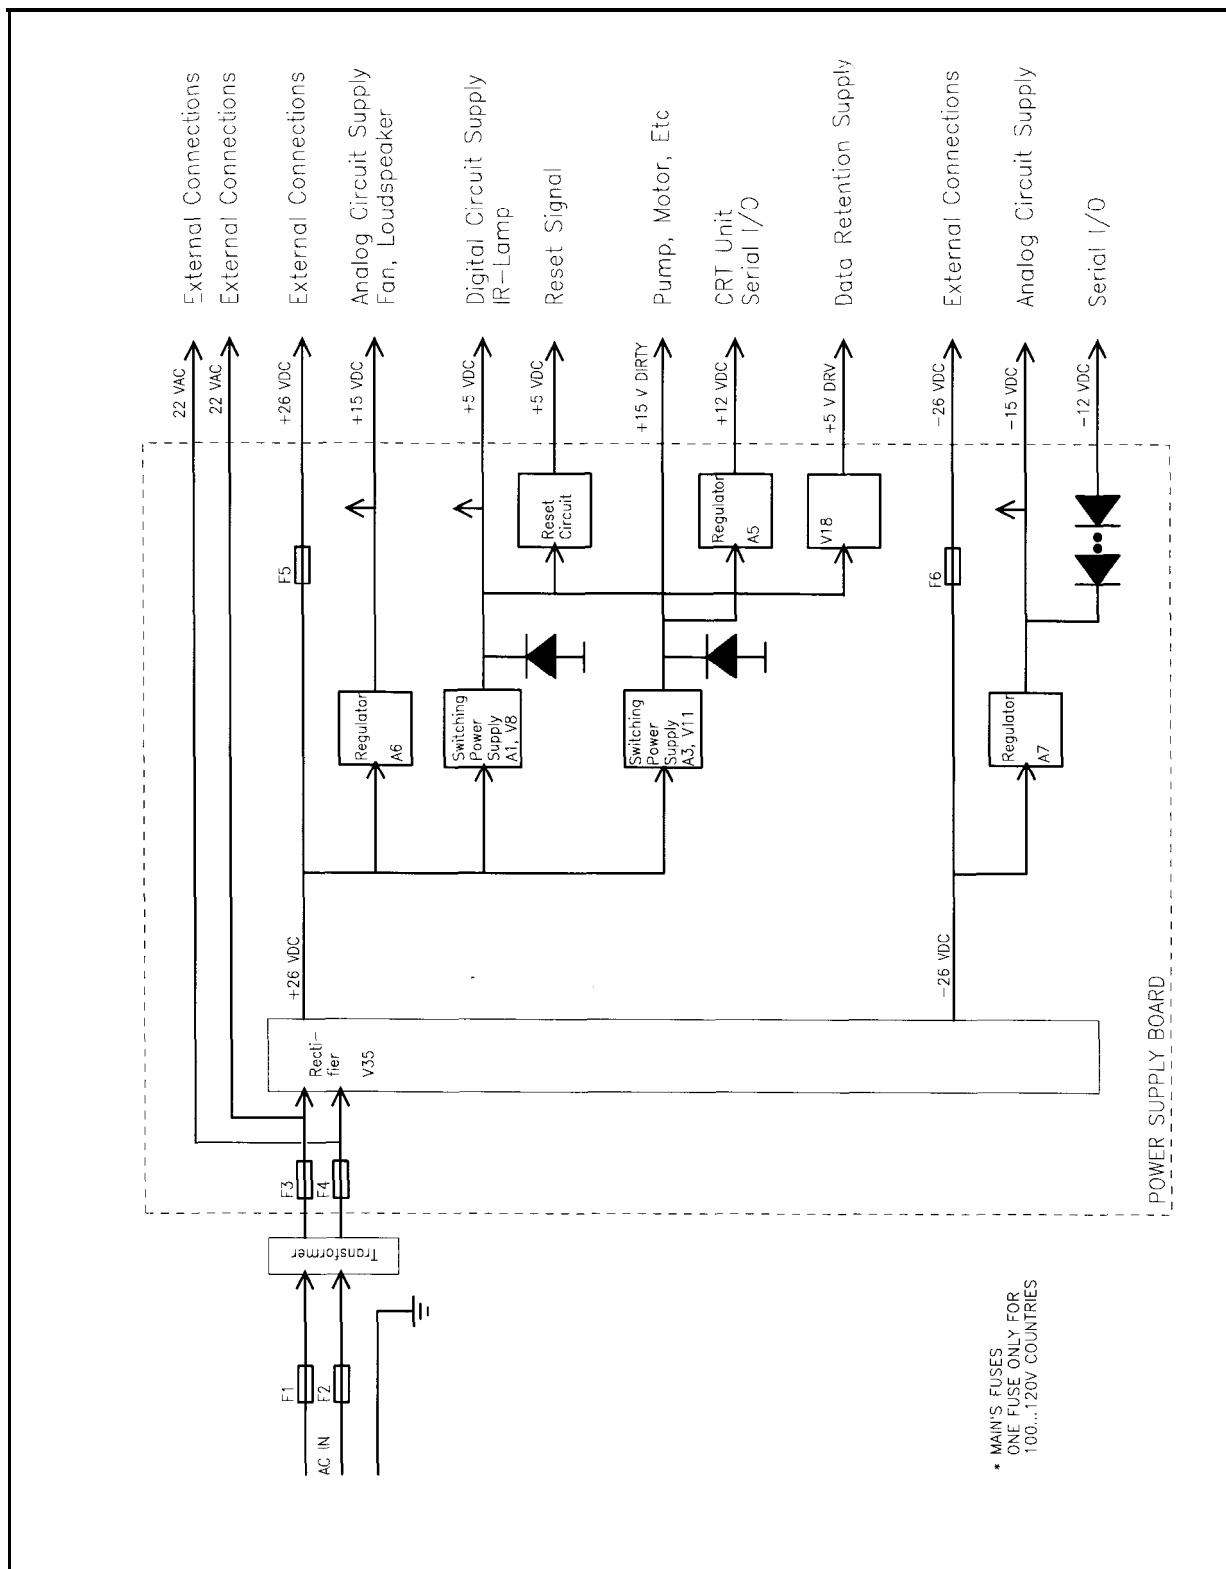 22 VAC
External Connections
22 VAC
External Connections
+26 VDC
External Connections
+15 VDC
Analog Circuit Supply
Fan, Loudspeaker
+5 VDC
Digital Circuit Supply
IR-Lamp
+5 VDC
Reset Signal
+15 V DIRTY
Pump, Motor, Etc
+12 VDC
CRT Unit
Serial I/O
+5 V DRV
Data Retention Supply
-26 VDC
External Connections
-15 VDC
Analog Circuit Supply
-12 VDC
Serial I/O
F5
Reset
Circuit
Regulator
A5
V18
F6
Regulator
A6
Switching
Power
Supply
A1, V8
Switching
Power
Supply
A3, V11
Regulator
A7
+26 VDC
-26 VDC
Recti-
fier
V35
F3
F4
POWER SUPPLY BOARD
Transformer
F1
F2
AC IN
* MAIN'S FUSES
ONE FUSE ONLY FOR
100...120V COUNTRIES